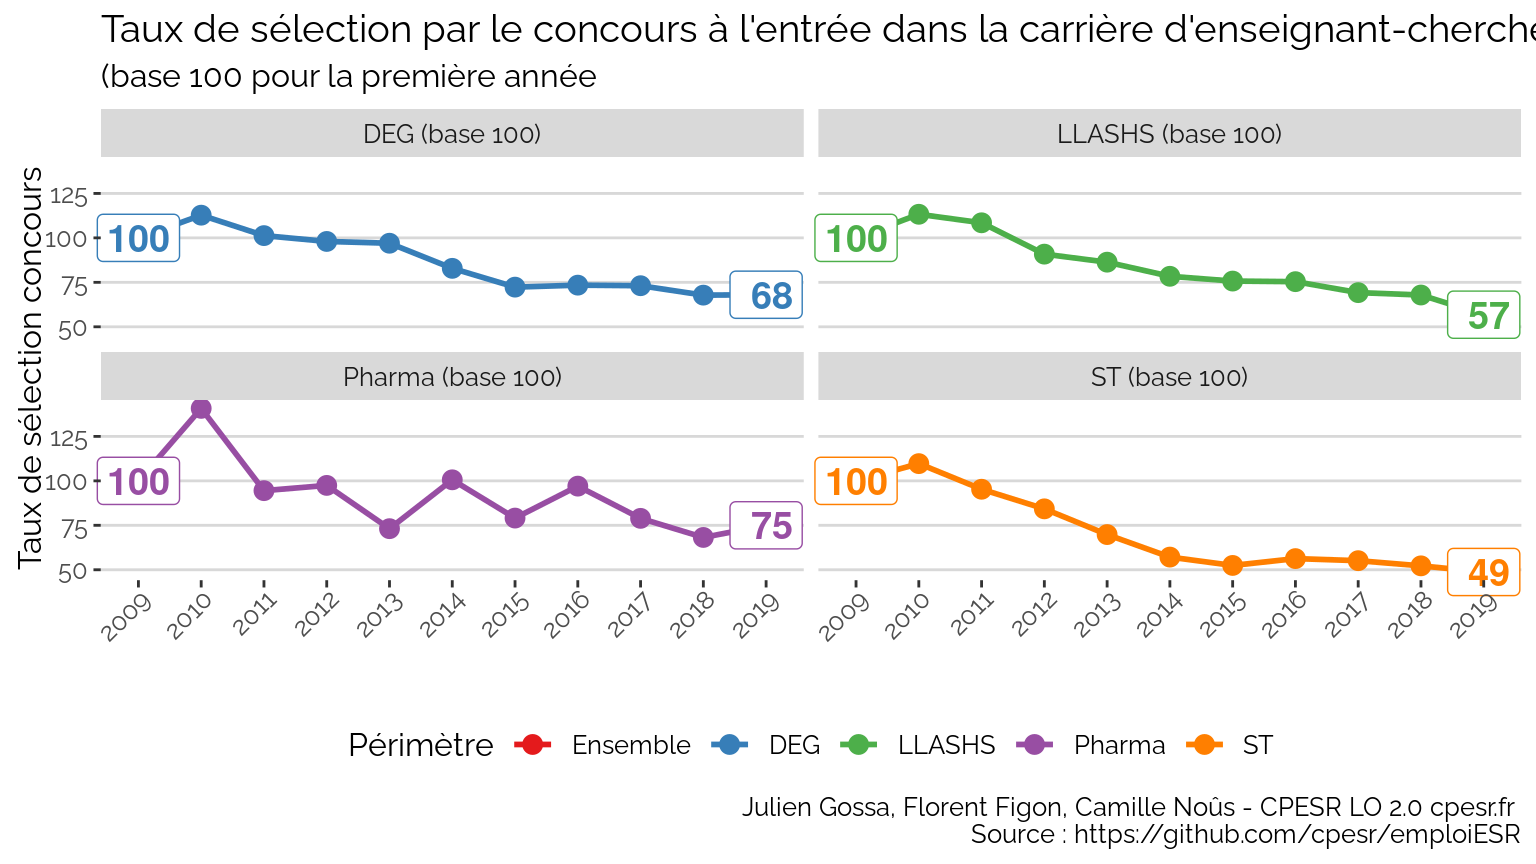 Taux de sélection par le concours à l'entrée dans la carrière d'enseignant-cherche
(base 100 pour la première année
DEG (base 100)
LLASHS (base 100)
Taux de sélection concours
125
100
75
50
100
68
100
57
Pharma (base 100)
ST (base 100)
125
100
75
50
100
75
100
49
2009 2010 2011 2012 2013 2014 2015 2016 2017 2018 2019
2009 2010 2011 2012 2013 2014 2015 2016 2017 2018 2019
Périmètre Ensemble DEG LLASHS Pharma ST
Julien Gossa, Florent Figon, Camille Noûs - CPESR LO 2.0 cpesr.fr
Source : https://github.com/cpesr/emploiESR